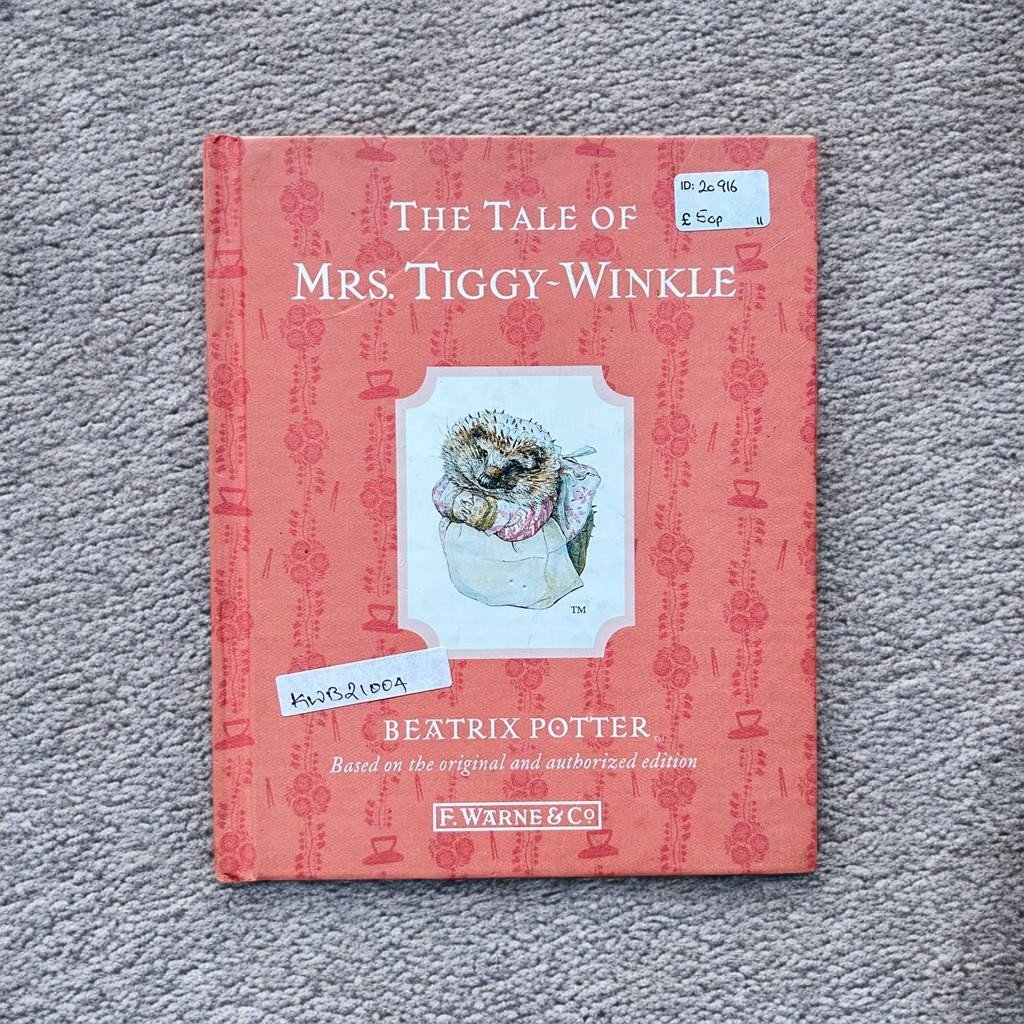 THE TALE OF
MRS. TIGGY-WINKLE
ID: 20916
£50p 11
TM
KWB21004
BEATRIX POTTER™
Based on the original and authorized edition
F. WARNE & Co